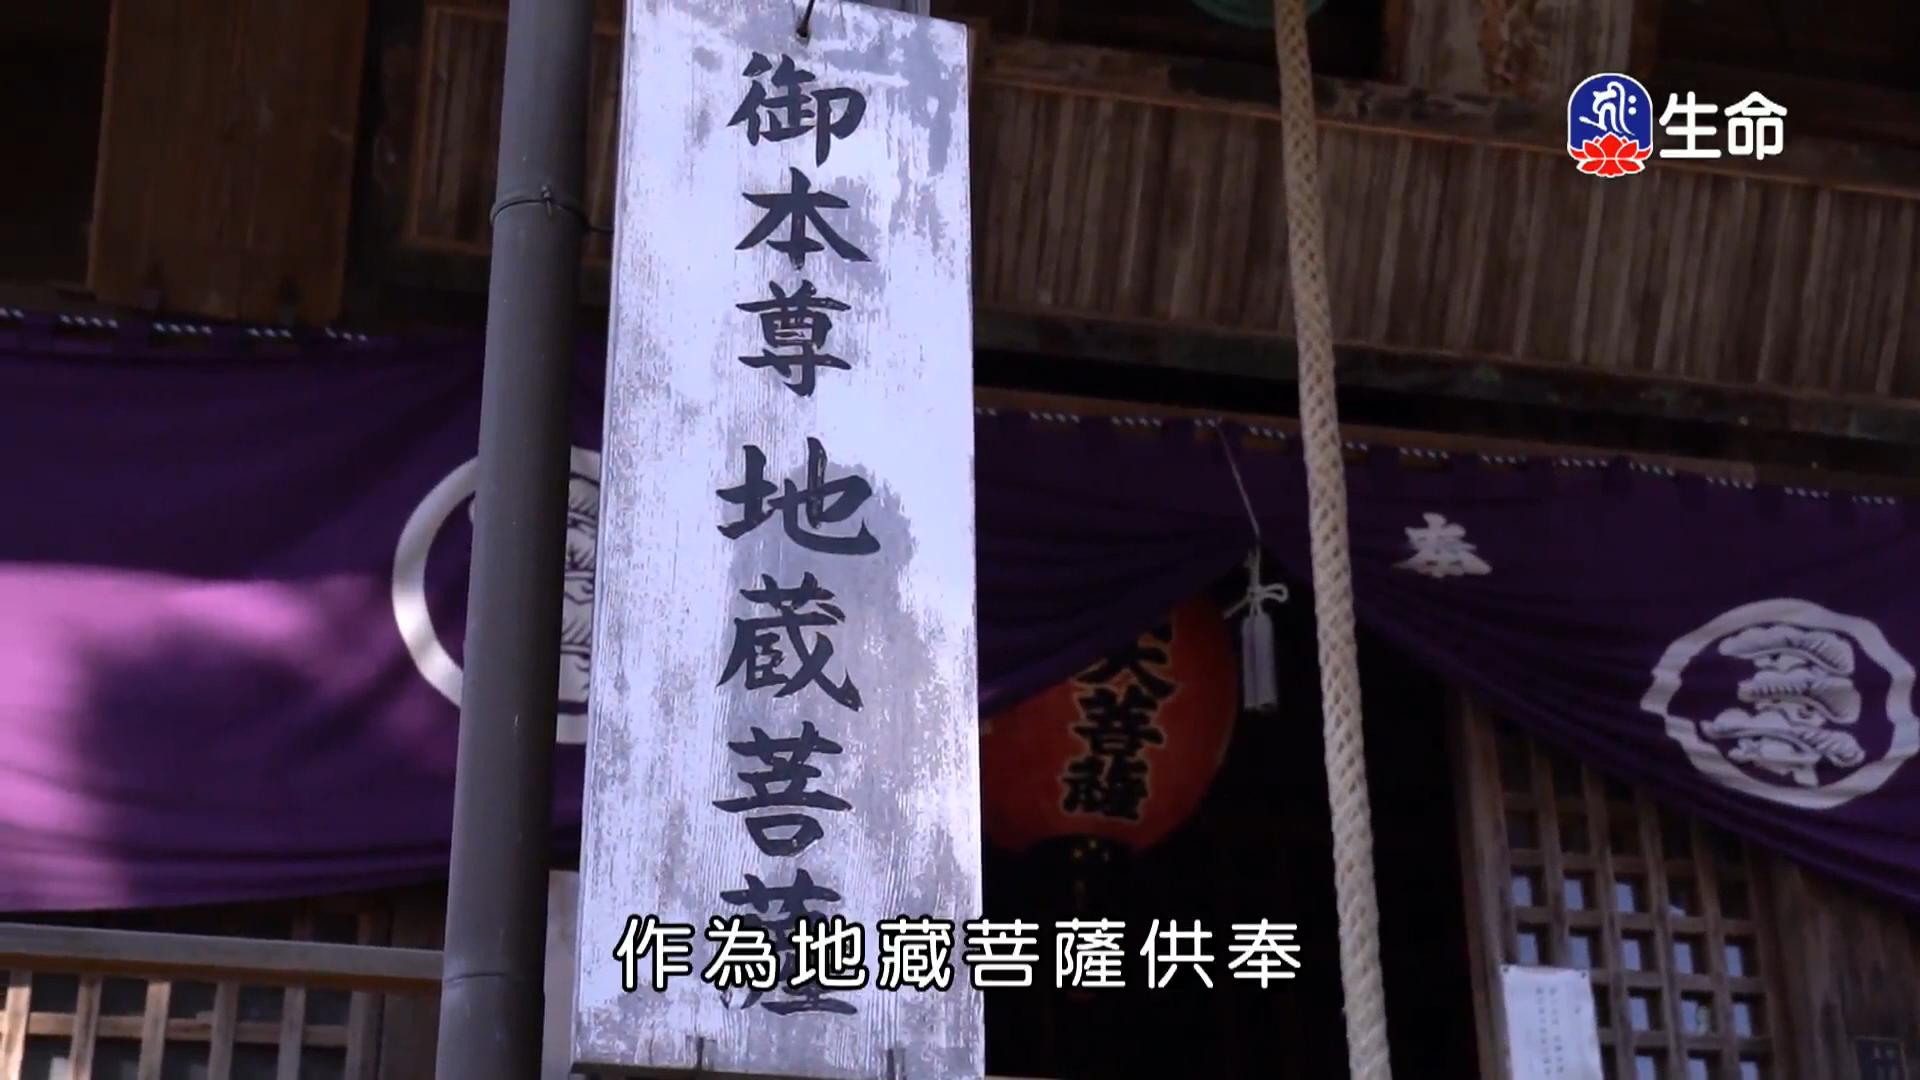 御本尊 地蔵菩薩
生命
奉
大菩薩
作為地藏菩薩供奉